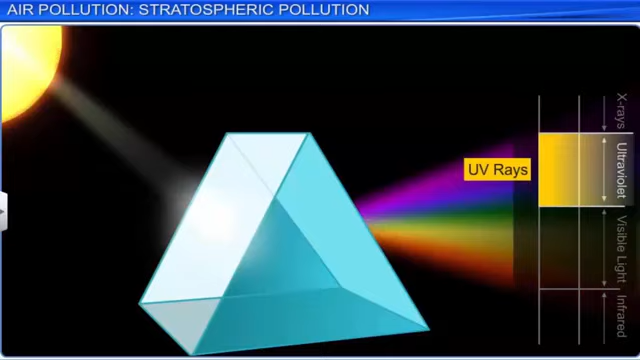 AIR POLLUTION: STRATOSPHERIC POLLUTION
X-rays
UV Rays
Ultraviolet
Visible Light
Infrared